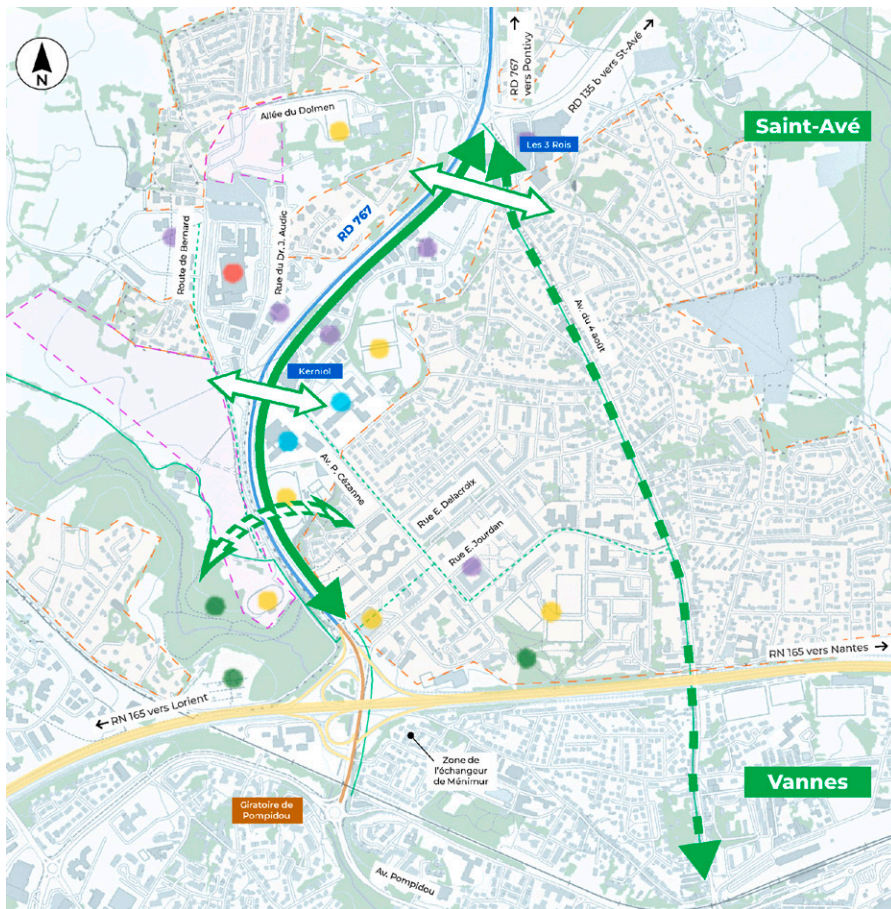 N
RD 767
vers Pontivy
RD 135 b vers St-Avé
Allée du Dolmen
Saint-Avé
Les 3 Rois
RD 767
Route de Bernard
Rue du Dr. J. Audic
Av. du 4 août
Kerniol
Av. P. Cézanne
Rue E. Delacroix
Rue E. Jourdan
RN 165 vers Nantes
RN 165 vers Lorient
Zone de
l'échangeur
de Ménimur
Vannes
Giratoire de
Pompidou
Av. Pompidou